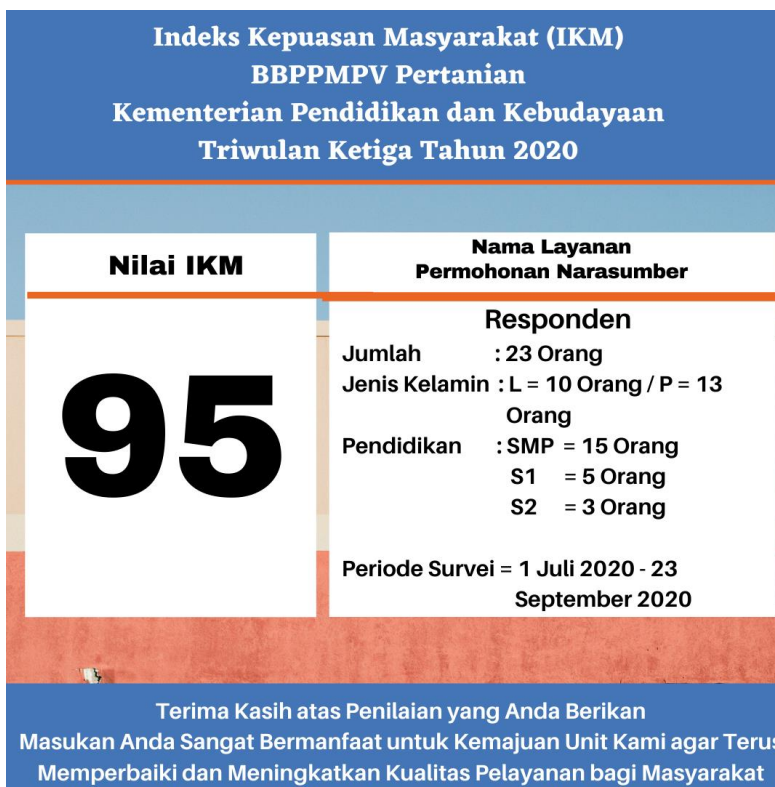 Indeks Kepuasan Masyarakat (IKM)
BBPPMPV Pertanian
Kementerian Pendidikan dan Kebudayaan
Triwulan Ketiga Tahun 2020
Nilai IKM
95
Nama Layanan
Permohonan Narasumber
Responden
Jumlah : 23 Orang
Jenis Kelamin : L = 10 Orang / P = 13
Orang
Pendidikan : SMP = 15 Orang
S1 = 5 Orang
S2 = 3 Orang
Periode Survei = 1 Juli 2020 - 23
September 2020
Terima Kasih atas Penilaian yang Anda Berikan
Masukan Anda Sangat Bermanfaat untuk Kemajuan Unit Kami agar Terus
Memperbaiki dan Meningkatkan Kualitas Pelayanan bagi Masyarakat